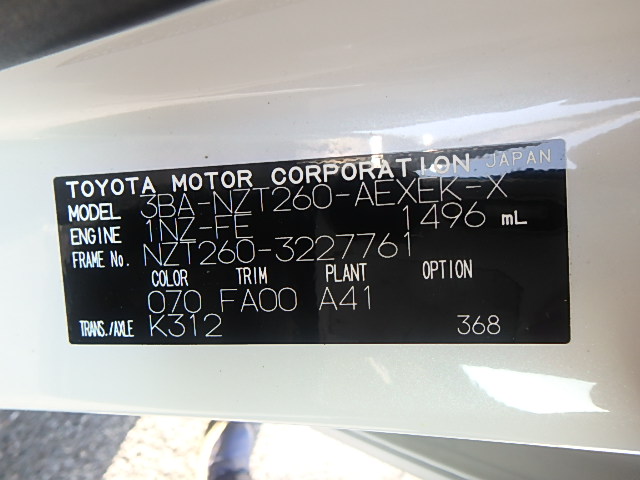 TOYOTA MOTOR CORPORATION JAPAN
MODEL 3BA-NZT260-AEXEK-X
ENGINE 1NZ-FE 1496 mL
FRAME No. NZT260-3227761
COLOR TRIM PLANT OPTION
070 FA00 A41
TRANS./AXLE K312 368